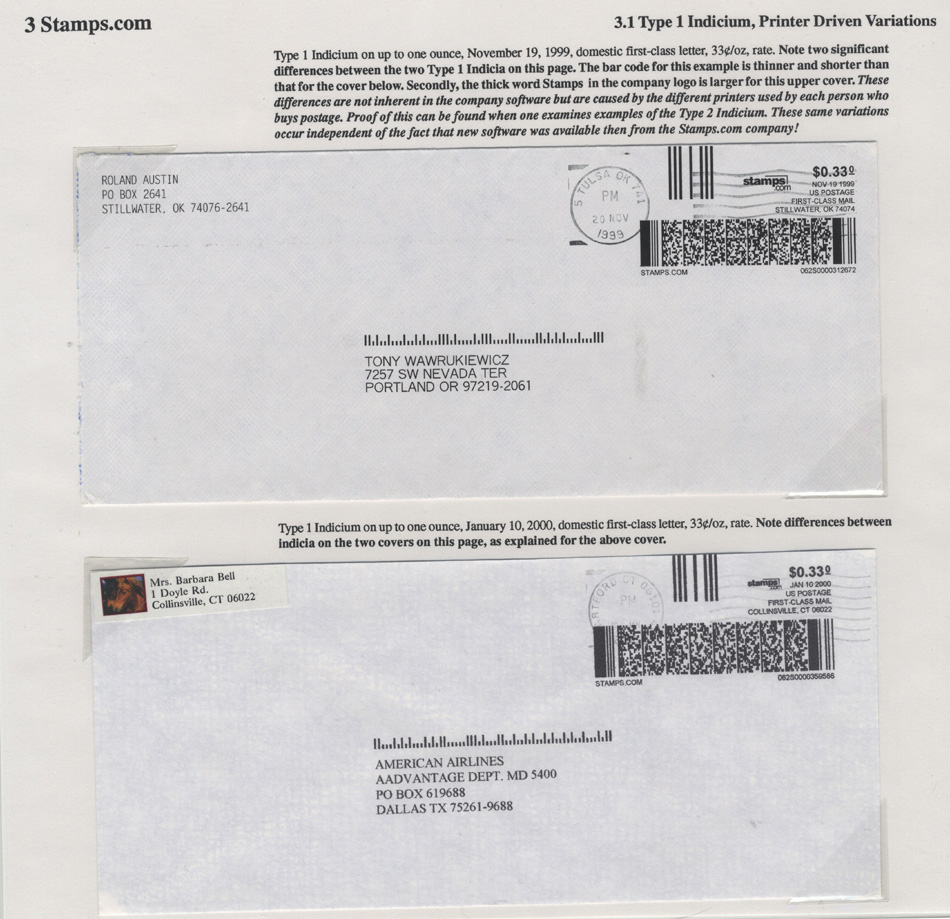 3 Stamps.com
3.1 Type 1 Indicium, Printer Driven Variations
Type 1 Indicium on up to one ounce, November 19, 1999, domestic first-class letter, 33¢/oz, rate. Note two significant
differences between the two Type 1 Indicia on this page. The bar code for this example is thinner and shorter than
that for the cover below. Secondly, the thick word Stamps in the company logo is larger for this upper cover. These
differences are not inherent in the company software but are caused by the different printers used by each person who
buys postage. Proof of this can be found when one examines examples of the Type 2 Indicium. These same variations
occur independent of the fact that new software was available then from the Stamps.com company!
ROLAND AUSTIN
PO BOX 2641
STILLWATER, OK 74076-2641
5 TULSA OK 741
PM
20 NOV
1999
stamps
.com
$0.330
NOV 19 1999
US POSTAGE
FIRST-CLASS MAIL
STILLWATER, OK 74074
STAMPS.COM
062S0000312672
TONY WAWRUKIEWICZ
7257 SW NEVADA TER
PORTLAND OR 97219-2061
Type 1 Indicium on up to one ounce, January 10, 2000, domestic first-class letter, 33¢/oz, rate. Note differences between
indicia on the two covers on this page, as explained for the above cover.
Mrs. Barbara Bell
1 Doyle Rd.
Collinsville, CT 06022
PM
stamps
.com
$0.330
JAN 10 2000
US POSTAGE
FIRST-CLASS MAIL
COLLINSVILLE, CT 06022
STAMPS.COM
062S0000359586
AMERICAN AIRLINES
AADVANTAGE DEPT. MD 5400
PO BOX 619688
DALLAS TX 75261-9688